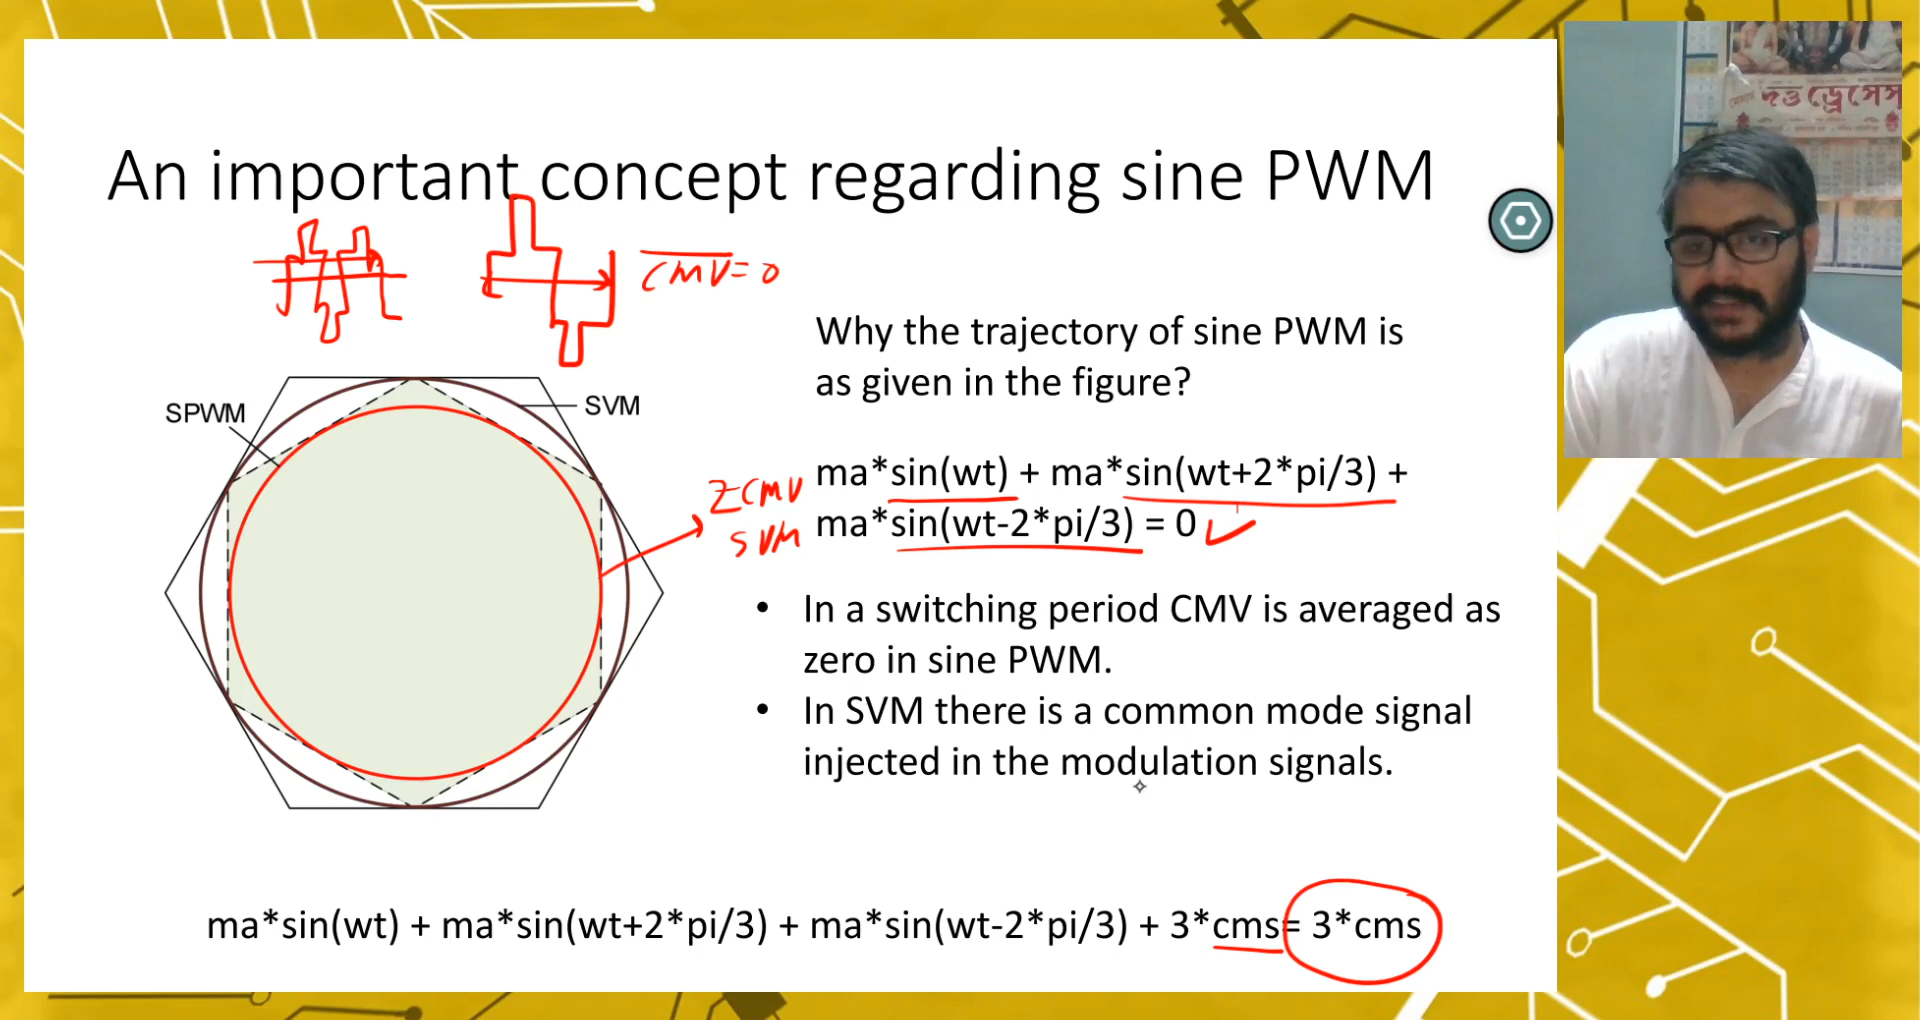 An important concept regarding sine PWM
CMV = 0
Why the trajectory of sine PWM is
as given in the figure?
SPWM
SVM
ma*sin(wt) + ma*sin(wt+2*pi/3) +
ma*sin(wt-2*pi/3) = 0
ZCMV
SVM
• In a switching period CMV is averaged as
zero in sine PWM.
• In SVM there is a common mode signal
injected in the modulation signals.
ma*sin(wt) + ma*sin(wt+2*pi/3) + ma*sin(wt-2*pi/3) + 3*cms= 3*cms
দত্ত ড্রেসেস